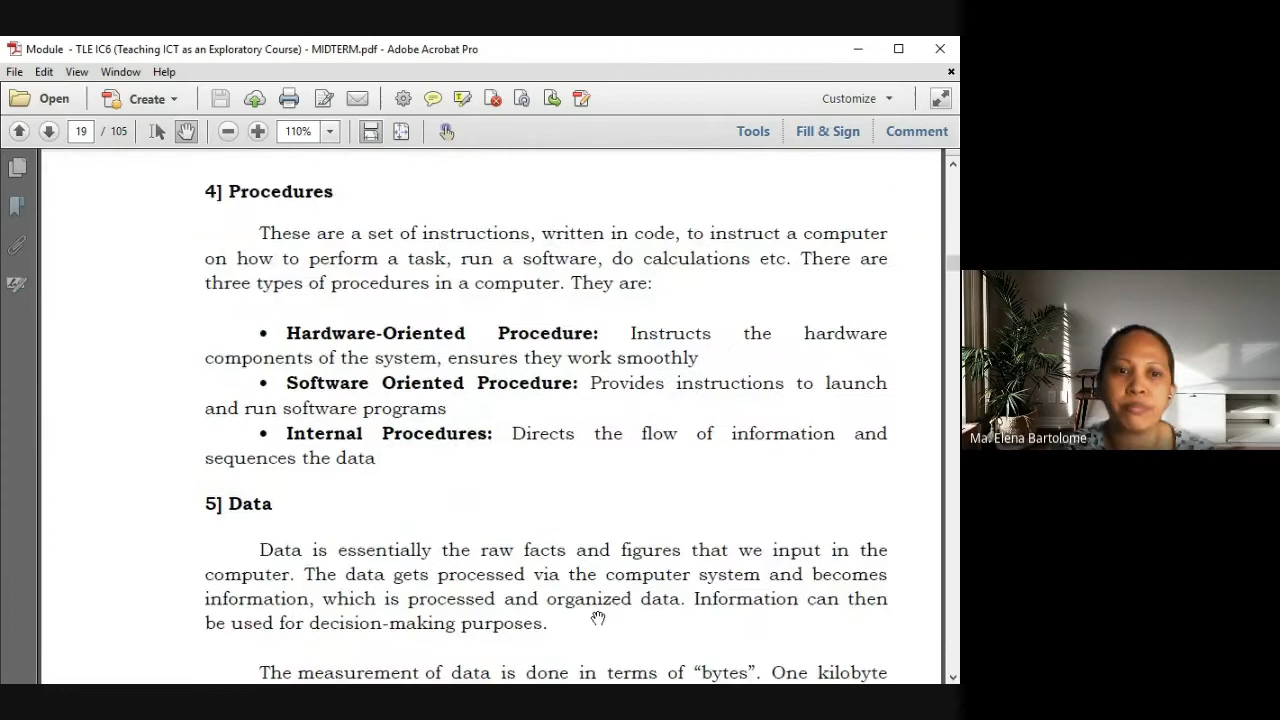 Module - TLE IC6 (Teaching ICT as an Exploratory Course) - MIDTERM.pdf - Adobe Acrobat Pro
File Edit View Window Help
Open Create Customize
19 / 105 110% Tools Fill & Sign Comment
4] Procedures
These are a set of instructions, written in code, to instruct a computer
on how to perform a task, run a software, do calculations etc. There are
three types of procedures in a computer. They are:
• Hardware-Oriented Procedure: Instructs the hardware
components of the system, ensures they work smoothly
• Software Oriented Procedure: Provides instructions to launch
and run software programs
• Internal Procedures: Directs the flow of information and
sequences the data
5] Data
Data is essentially the raw facts and figures that we input in the
computer. The data gets processed via the computer system and becomes
information, which is processed and organized data. Information can then
be used for decision-making purposes.
The measurement of data is done in terms of “bytes”. One kilobyte
Ma. Elena Bartolome